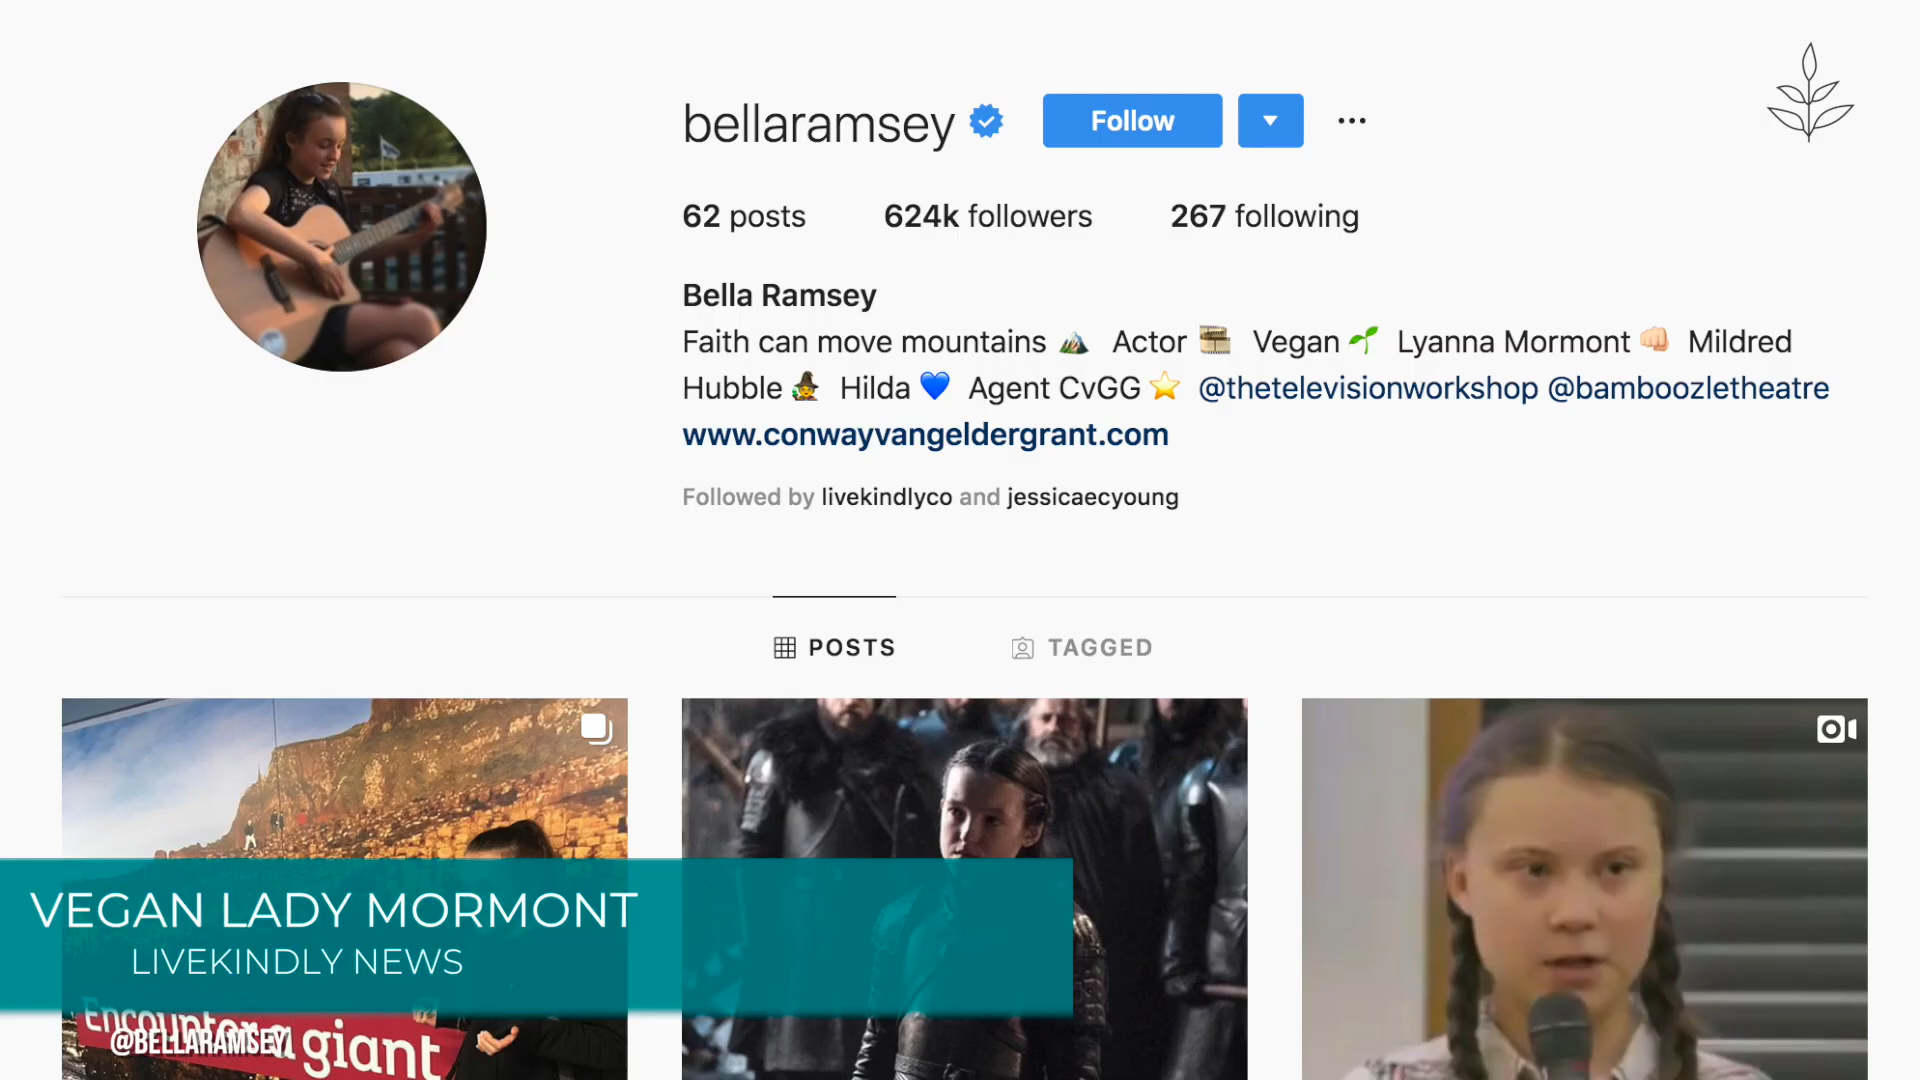 bellaramsey
Follow
62 posts 624k followers 267 following
Bella Ramsey
Faith can move mountains ⛰️ Actor 🎞️ Vegan 🌱 Lyanna Mormont 👊🏻 Mildred
Hubble 🧙‍♀️ Hilda 💙 Agent CvGG ⭐ @thetelevisionworkshop @bamboozletheatre
www.conwayvangeldergrant.com
Followed by livekindlyco and jessicaecyoung
POSTS TAGGED
VEGAN LADY MORMONT
LIVEKINDLY NEWS
Encounter a
@BELLARAMSEY
giant